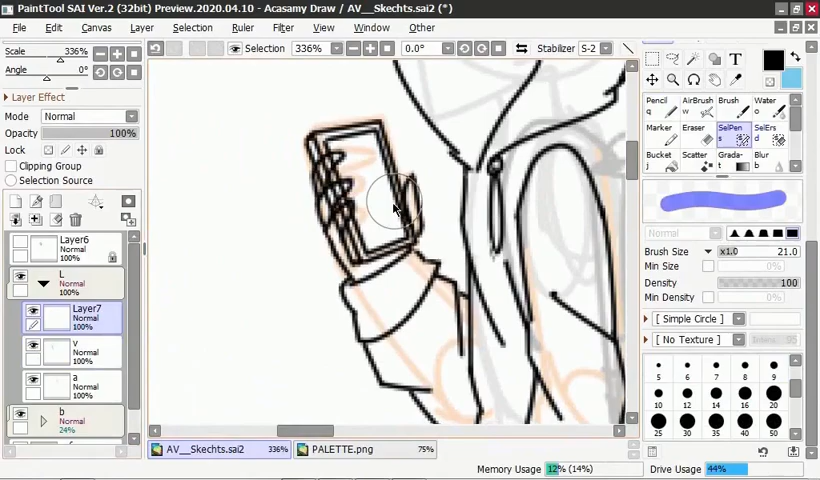 PaintTool SAI Ver.2 (32bit) Preview.2020.04.10 - Acasamy Draw / AV__Skechts.sai2 (*)
File Edit Canvas Layer Selection Filter Ruler View Window Other
Scale 336%
Angle 0°
Selection 336% 0.0° Stabilizer S-2
Layer Effect
Mode Normal
Opacity 100%
Lock
Clipping Group
Selection Source
Layer6
Normal
100%
L
Normal
100%
Layer7
Normal
100%
v
Normal
100%
a
Normal
100%
b
Normal
24%
T
Pencil AirBrush Brush Water
q w e o
Marker Eraser SelPen SelErs
d s d
Bucket Scatter Grada- Blur
j t b
Normal
Brush Size x1.0 21.0
Min Size 0%
Density 100
Min Density 0%
[ Simple Circle ]
[ No Texture ] 95
5 6 7 8 9
10 12 14 16 20
25 30 35 40 50
AV_Skechts.sai2 336% PALETTE.png 75%
Memory Usage 12% (14%) Drive Usage 44%